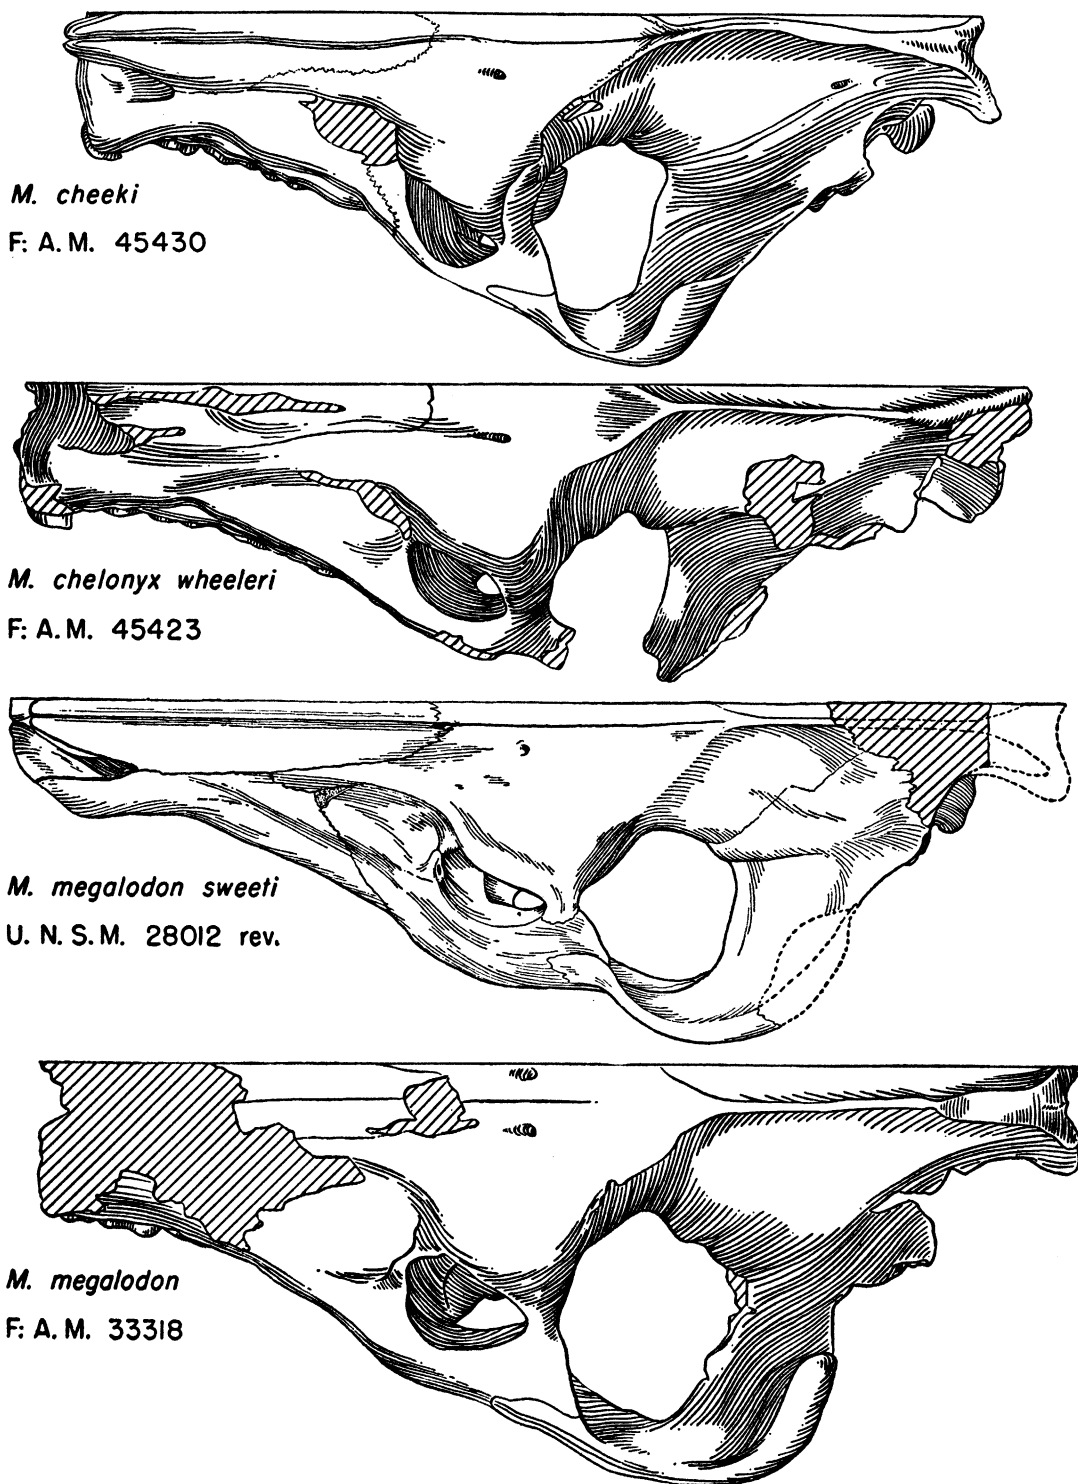 M. cheeki
F: A. M. 45430
M. chelonyx wheeleri
F: A. M. 45423
M. megalodon sweeti
U. N. S. M. 28012 rev.
M. megalodon
F: A. M. 33318